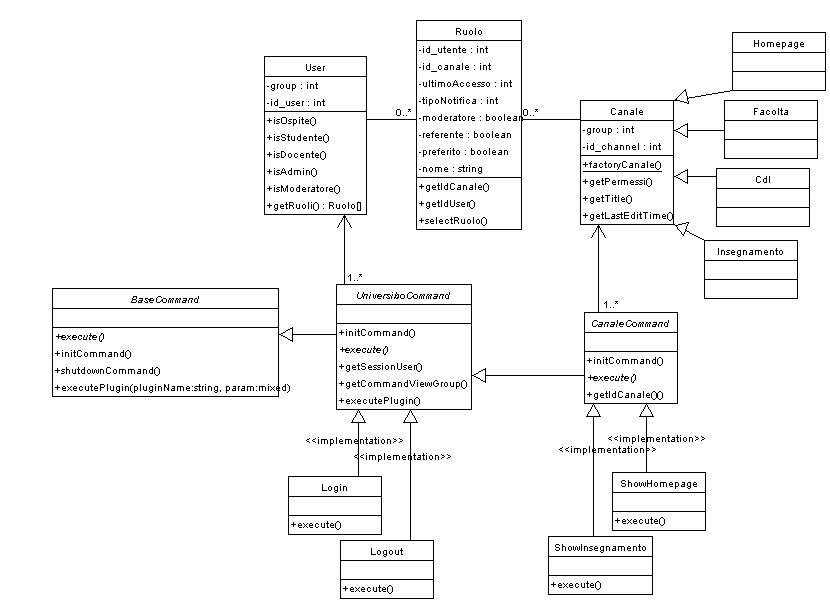 Ruolo
-id_utente : int
-id_canale : int
-ultimoAccesso : int
-tipoNotifica : int
-moderatore : boolean
-referente : boolean
-preferito : boolean
-nome : string
+getIdCanale()
+getIdUser()
+selectRuolo()
User
-group : int
-id_user : int
+isOspite()
+isStudente()
+isDocente()
+isAdmin()
+isModeratore()
+getRuoli() : Ruolo[]
0..*
0..*
Canale
-group : int
-id_channel : int
+factoryCanale()
+getPermessi()
+getTitle()
+getLastEditTime()
Homepage
Facolta
Cdl
Insegnamento
1..*
1..*
BaseCommand
+execute()
+initCommand()
+shutdownCommand()
+executePlugin(pluginName:string, param:mixed)
UniversiboCommand
+initCommand()
+execute()
+getSessionUser()
+getCommandViewGroup()
+executePlugin()
CanaleCommand
+initCommand()
+execute()
+getIdCanale()()
<<implementation>>
<<implementation>>
<<implementation>>
<<implementation>>
Login
+execute()
Logout
+execute()
ShowHomepage
+execute()
ShowInsegnamento
+execute()